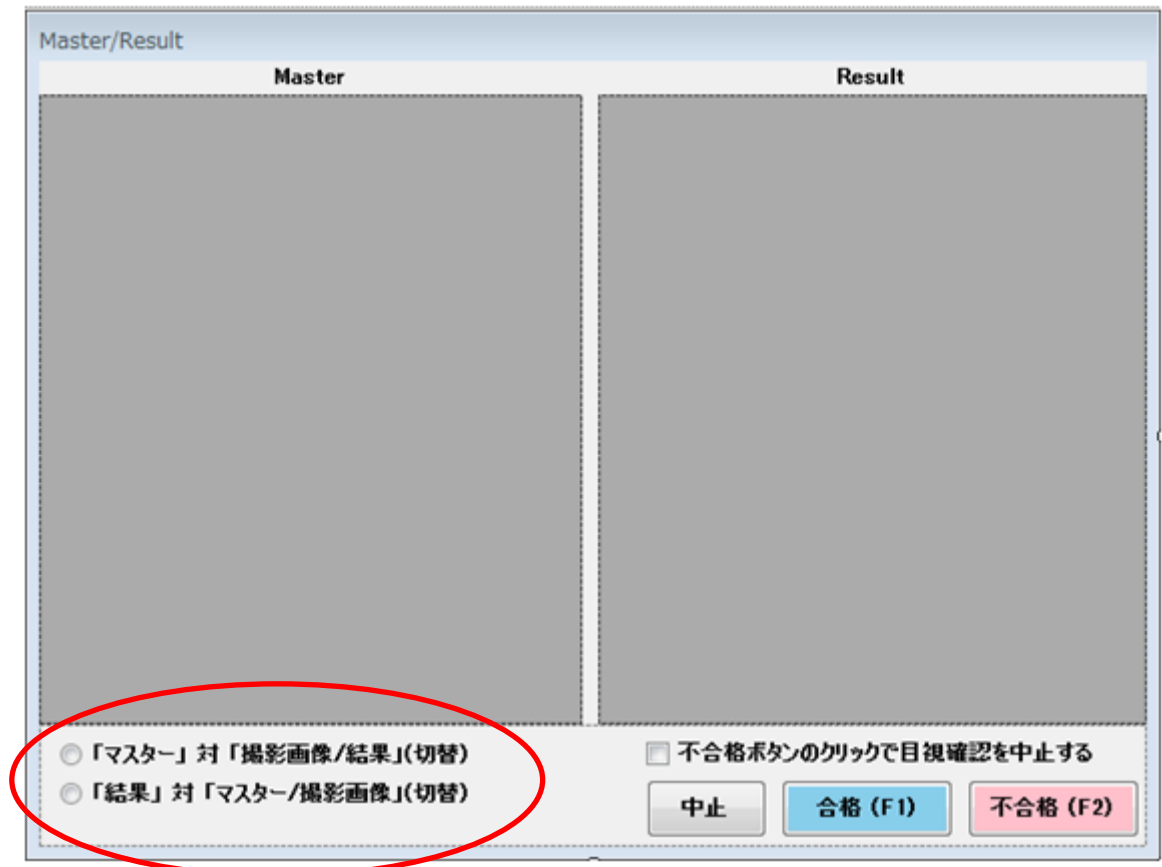 Master/Result
Master
Result
「マスター」対「撮影画像/結果」(切替)
「結果」対「マスター/撮影画像」(切替)
不合格ボタンのクリックで目視確認を中止する
中止
合格 (F1)
不合格 (F2)